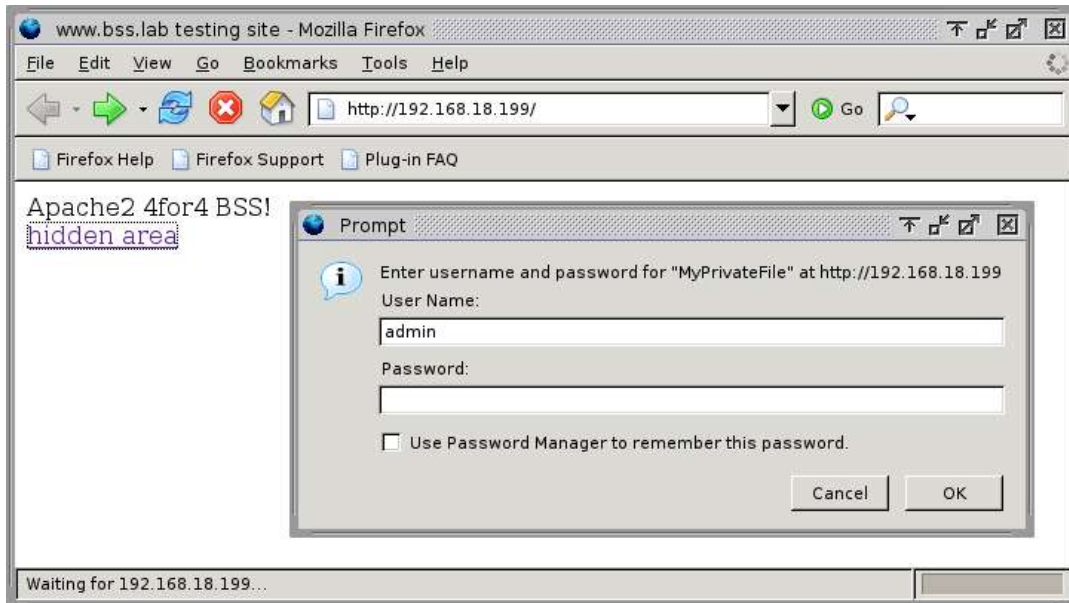 www.bss.lab testing site - Mozilla Firefox
File Edit View Go Bookmarks Tools Help
http://192.168.18.199/ Go
Firefox Help Firefox Support Plug-in FAQ
Apache2 4for4 BSS!
hidden area
Prompt
Enter username and password for "MyPrivateFile" at http://192.168.18.199
User Name:
admin
Password:
Use Password Manager to remember this password.
Cancel OK
Waiting for 192.168.18.199...